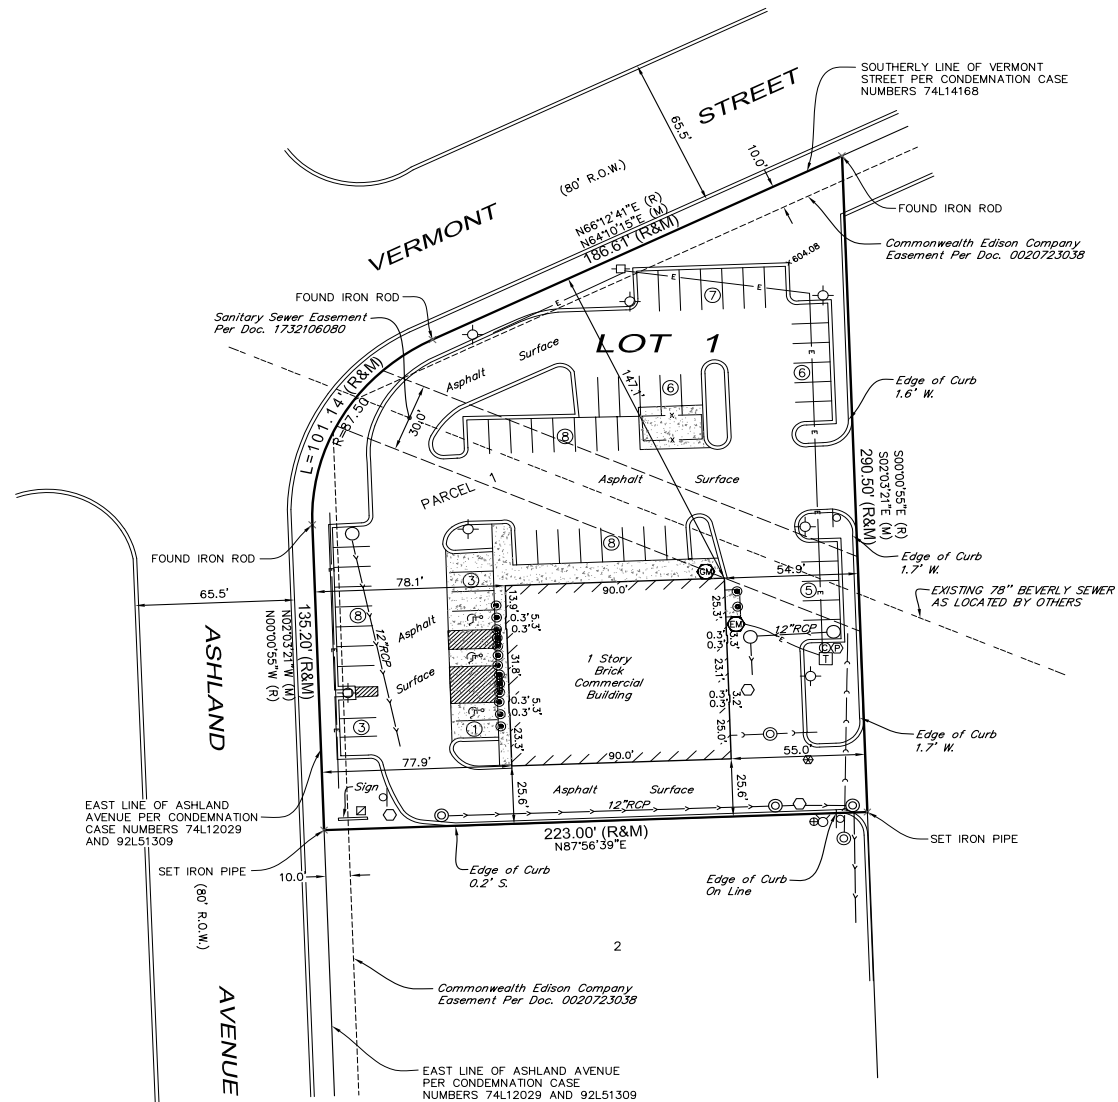 SOUTHERLY LINE OF VERMONT
STREET PER CONDEMNATION CASE
NUMBERS 74L14168
STREET
65.5'
10.0'
(80' R.O.W.)
VERMONT
N66°12'41"E (R)
N64°10'15"E (M)
186.61' (R&M)
FOUND IRON ROD
Commonwealth Edison Company
Easement Per Doc. 0020723038
604.08
E
E
E
7
FOUND IRON ROD
Sanitary Sewer Easement
Per Doc. 1732106080
LOT 1
Asphalt Surface
147.1'
6
6
E
Edge of Curb
1.6' W.
L=101.14' (R&M)
R=87.50'
30.0'
8
X
X
E
S00°00'55"E (R)
S02°03'21"E (M)
290.50' (R&M)
Asphalt Surface
PARCEL 1
E
FOUND IRON ROD
8
Edge of Curb
1.7' W.
GM
54.9'
78.1'
3
90.0'
5
E
EXISTING 78" BEVERLY SEWER
AS LOCATED BY OTHERS
65.5'
13.9'
5.3'
0.3'
0.3'
25.3'
EM
3.3'
0.3'
0.3'
12"RCP
E
C P
T
N00°00'55"W (R)
N02°03'21"W (M)
135.20' (R&M)
8
12"RCP
Asphalt
Surface
31.8'
1 Story
Brick
Commercial
Building
23.1'
ASHLAND
5.3'
0.3'
0.3'
3.2'
0.3'
0.3'
3
1
23.3'
25.0'
Edge of Curb
1.7' W.
77.9'
90.0'
55.0'
25.6'
Asphalt Surface
25.6'
Sign
12"RCP
EAST LINE OF ASHLAND
AVENUE PER CONDEMNATION
CASE NUMBERS 74L12029
AND 92L51309
223.00' (R&M)
N87°56'39"E
SET IRON PIPE
SET IRON PIPE
10.0'
Edge of Curb
0.2' S.
Edge of Curb
On Line
(80' R.O.W.)
2
Commonwealth Edison Company
Easement Per Doc. 0020723038
AVENUE
EAST LINE OF ASHLAND AVENUE
PER CONDEMNATION CASE
NUMBERS 74L12029 AND 92L51309